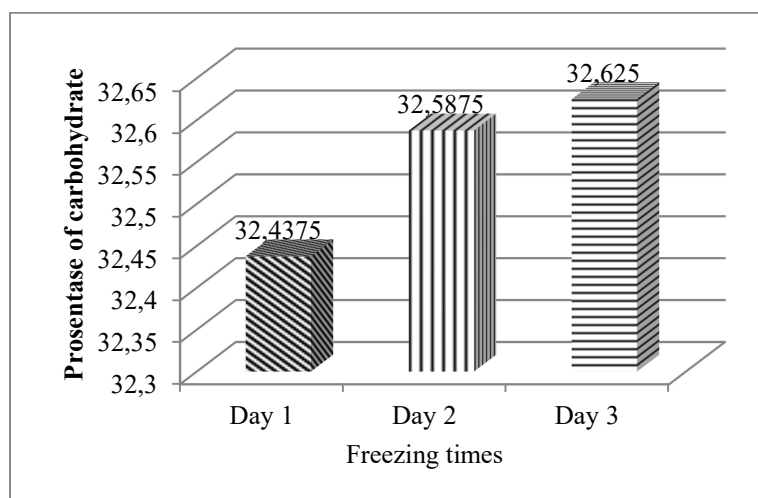 Prosentase of carbohydrate
32,65
32,6
32,55
32,5
32,45
32,4
32,35
32,3
32,4375
32,5875
32,625
Day 1
Day 2
Day 3
Freezing times